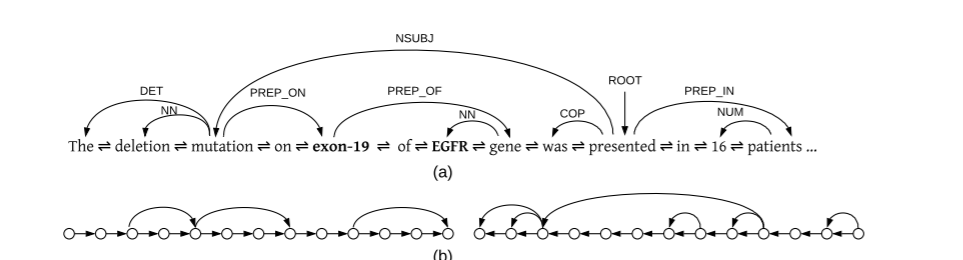 NSUBJ
ROOT
DET
PREP_ON
PREP_OF
PREP_IN
NN
NN
COP
NUM
The ⇌ deletion ⇌ mutation ⇌ on ⇌ exon-19 ⇌ of ⇌ EGFR ⇌ gene ⇌ was ⇌ presented ⇌ in ⇌ 16 ⇌ patients ...
(a)
(b)